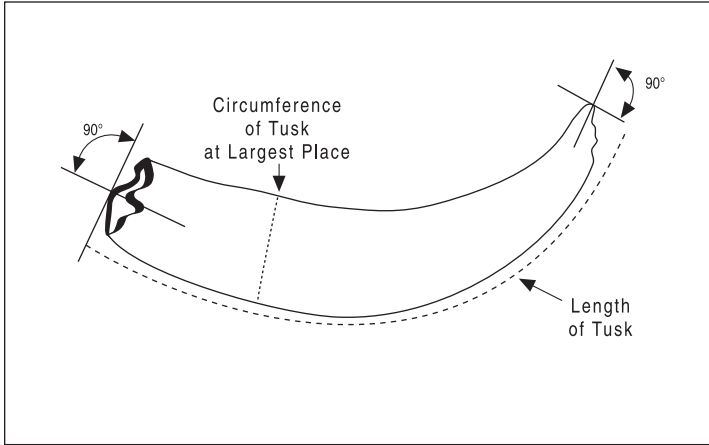 90°
Circumference
of Tusk
at Largest Place
90°
Length
of Tusk